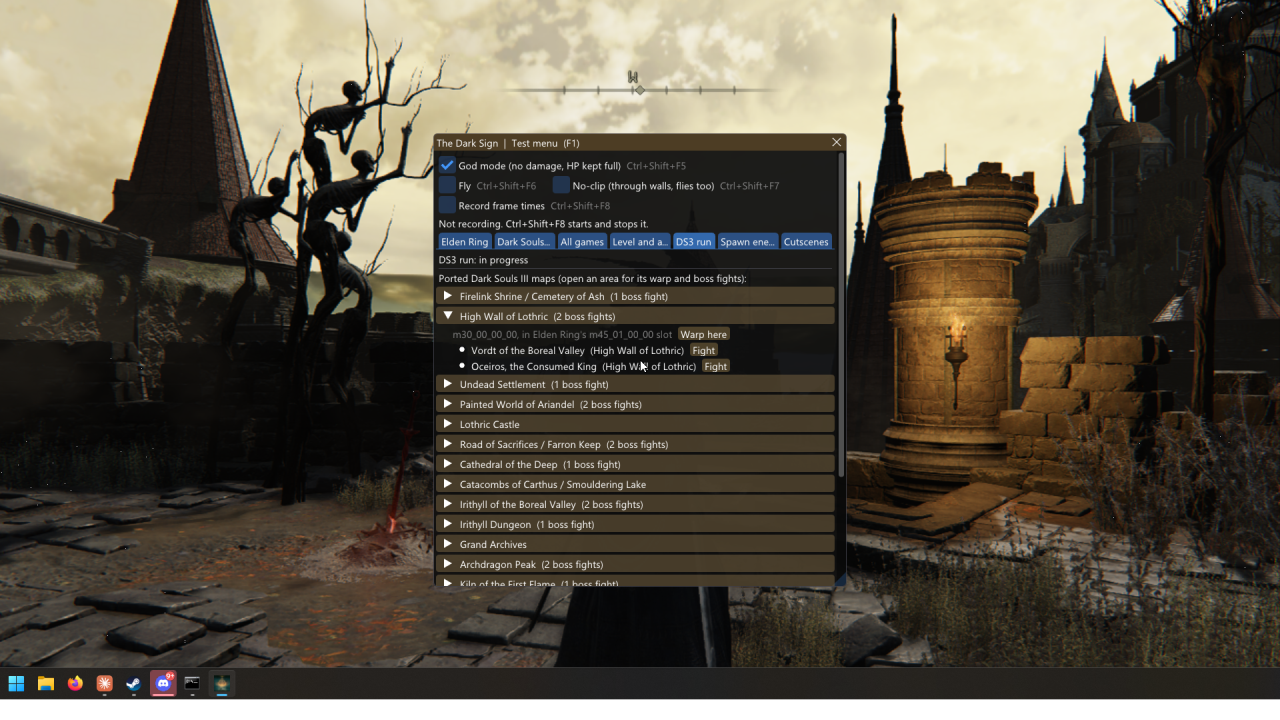 W
The Dark Sign | Test menu (F1)
God mode (no damage, HP kept full) Ctrl+Shift+F5
Fly Ctrl+Shift+F6 No-clip (through walls, flies too) Ctrl+Shift+F7
Record frame times Ctrl+Shift+F8
Not recording. Ctrl+Shift+F8 starts and stops it.
Elden Ring Dark Souls... All games Level and a... DS3 run Spawn ene... Cutscenes
DS3 run: in progress
Ported Dark Souls III maps (open an area for its warp and boss fights):
Firelink Shrine / Cemetery of Ash (1 boss fight)
High Wall of Lothric (2 boss fights)
m30_00_00_00, in Elden Ring's m45_01_00_00 slot Warp here
Vordt of the Boreal Valley (High Wall of Lothric) Fight
Oceiros, the Consumed King (High Wall of Lothric) Fight
Undead Settlement (1 boss fight)
Painted World of Ariandel (2 boss fights)
Lothric Castle
Road of Sacrifices / Farron Keep (2 boss fights)
Cathedral of the Deep (1 boss fight)
Catacombs of Carthus / Smouldering Lake
Irithyll of the Boreal Valley (2 boss fights)
Irithyll Dungeon (1 boss fight)
Grand Archives
Archdragon Peak (2 boss fights)
Kiln of the First Flame (1 boss fight)